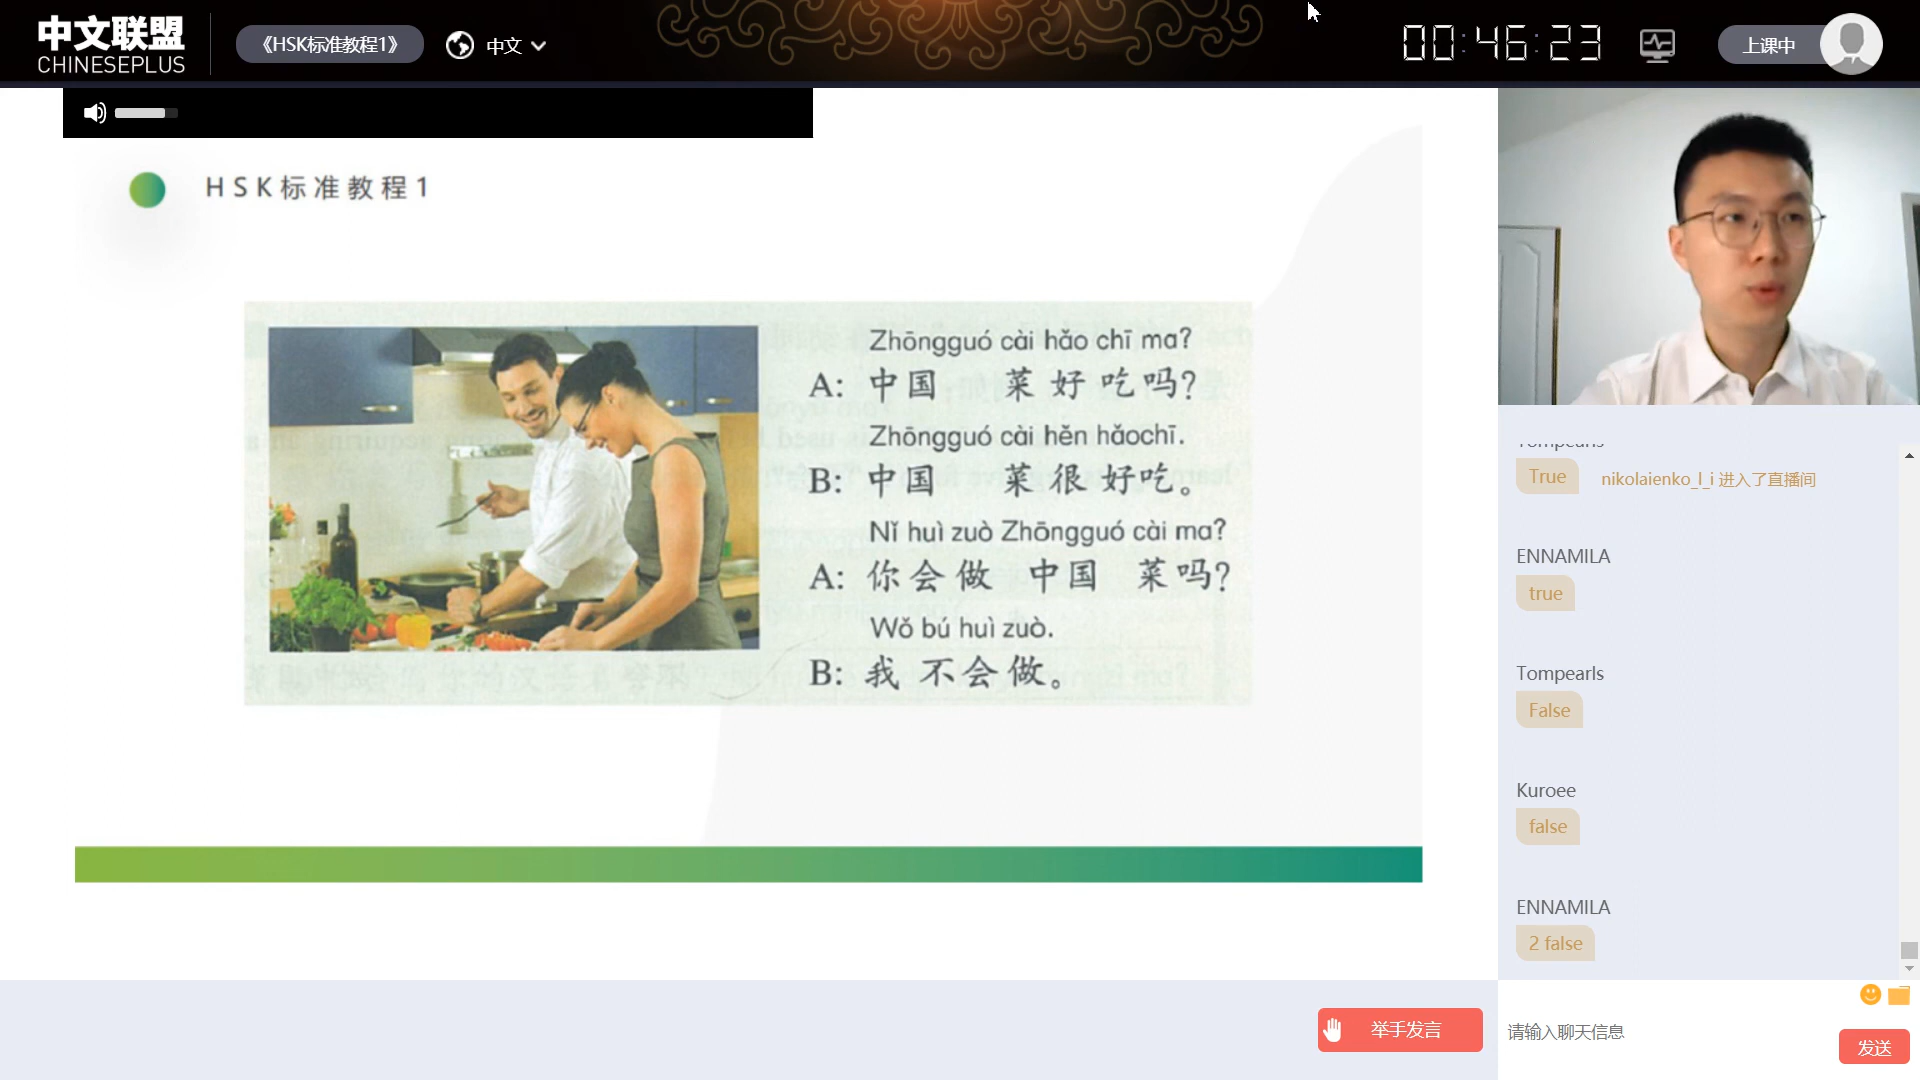 中文联盟
CHINESEPLUS
《HSK标准教程1》
中文
00:46:23
上课中
HSK标准教程1
Zhōngguó cài hǎo chī ma?
A: 中国 菜 好 吃 吗?
Zhōngguó cài hěn hǎochī.
B: 中国 菜 很 好吃。
Nǐ huì zuò Zhōngguó cài ma?
A: 你 会 做 中国 菜 吗?
Wǒ bú huì zuò.
B: 我 不 会 做。
Tompearls
True
nikolaienko_l_i 进入了直播间
ENNAMILA
true
Tompearls
False
Kuroee
false
ENNAMILA
2 false
举手发言
请输入聊天信息
发送